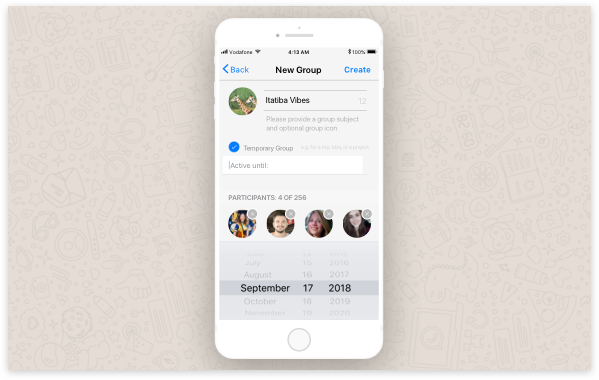 Vodafone 4:13 AM 100%
Back New Group Create
Itatiba Vibes 12
Please provide a group subject
and optional group icon
Temporary Group
Active until:
PARTICIPANTS: 4 OF 256
July 15 2016
August 16 2017
September 17 2018
October 18 2019
November 19 2020